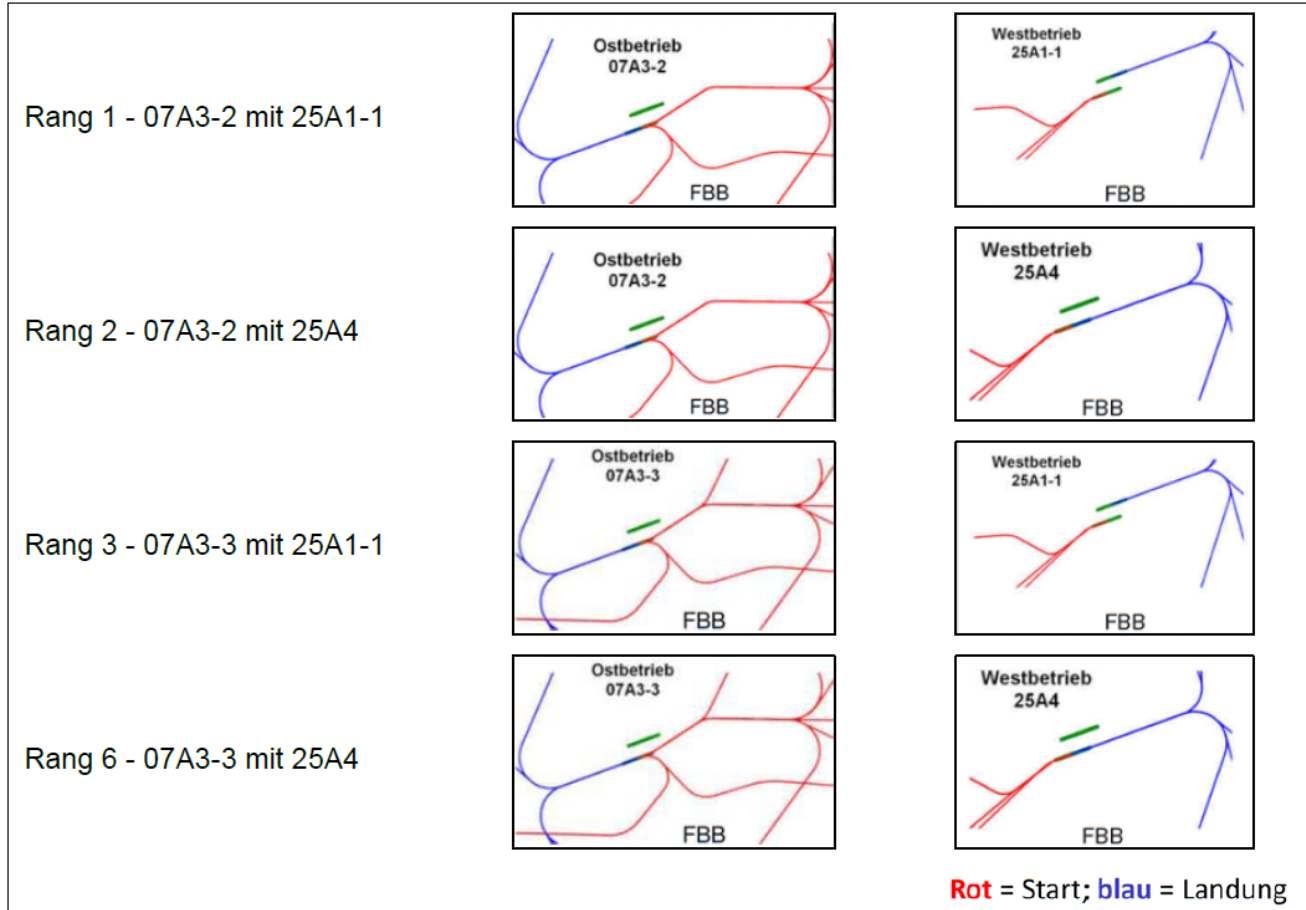 Rang 1 - 07A3-2 mit 25A1-1
Ostbetrieb
07A3-2
FBB
Westbetrieb
25A1-1
FBB
Rang 2 - 07A3-2 mit 25A4
Ostbetrieb
07A3-2
FBB
Westbetrieb
25A4
FBB
Rang 3 - 07A3-3 mit 25A1-1
Ostbetrieb
07A3-3
FBB
Westbetrieb
25A1-1
FBB
Rang 6 - 07A3-3 mit 25A4
Ostbetrieb
07A3-3
FBB
Westbetrieb
25A4
FBB
Rot = Start; blau = Landung